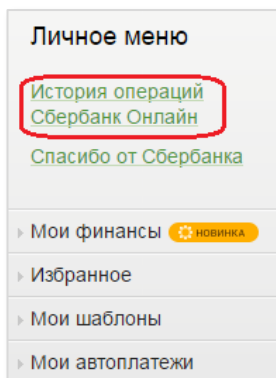 Личное меню
История операций
Сбербанк Онлайн
Спасибо от Сбербанка
Мои финансы НОВИНКА
Избранное
Мои шаблоны
Мои автоплатежи